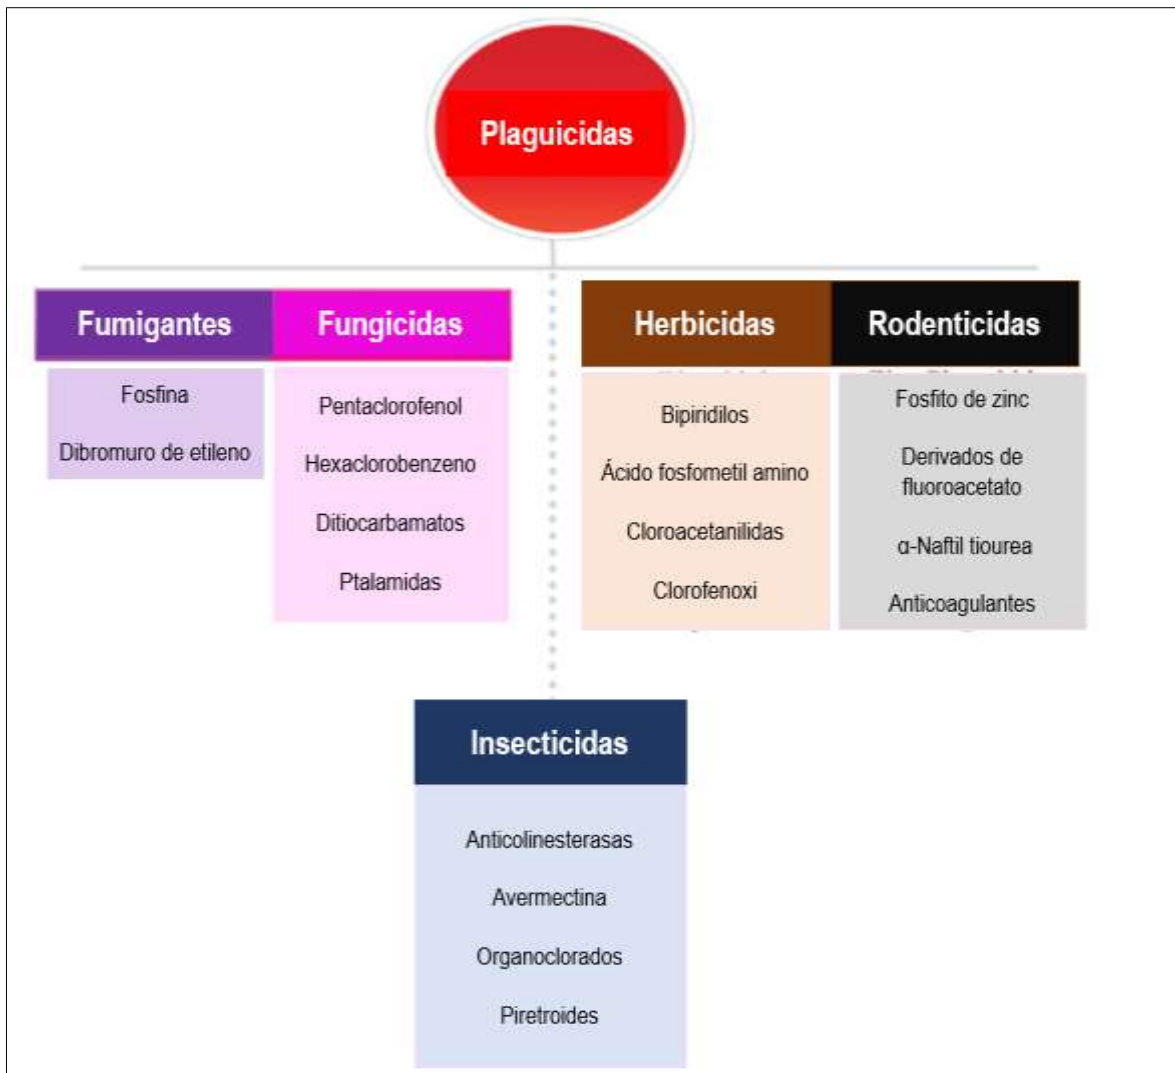 Plaguicidas
Fumigantes
Fosfina
Dibromuro de etileno
Fungicidas
Pentaclorofenol
Hexaclorobenzeno
Ditiocarbamatos
Ptalamidas
Herbicidas
Bipiridilos
Ácido fosfometil amino
Cloroacetanilidas
Clorofenoxi
Rodenticidas
Fosfito de zinc
Derivados de
fluoroacetato
α-Naftil tiourea
Anticoagulantes
Insecticidas
Anticolinesterasas
Avermectina
Organoclorados
Piretroides